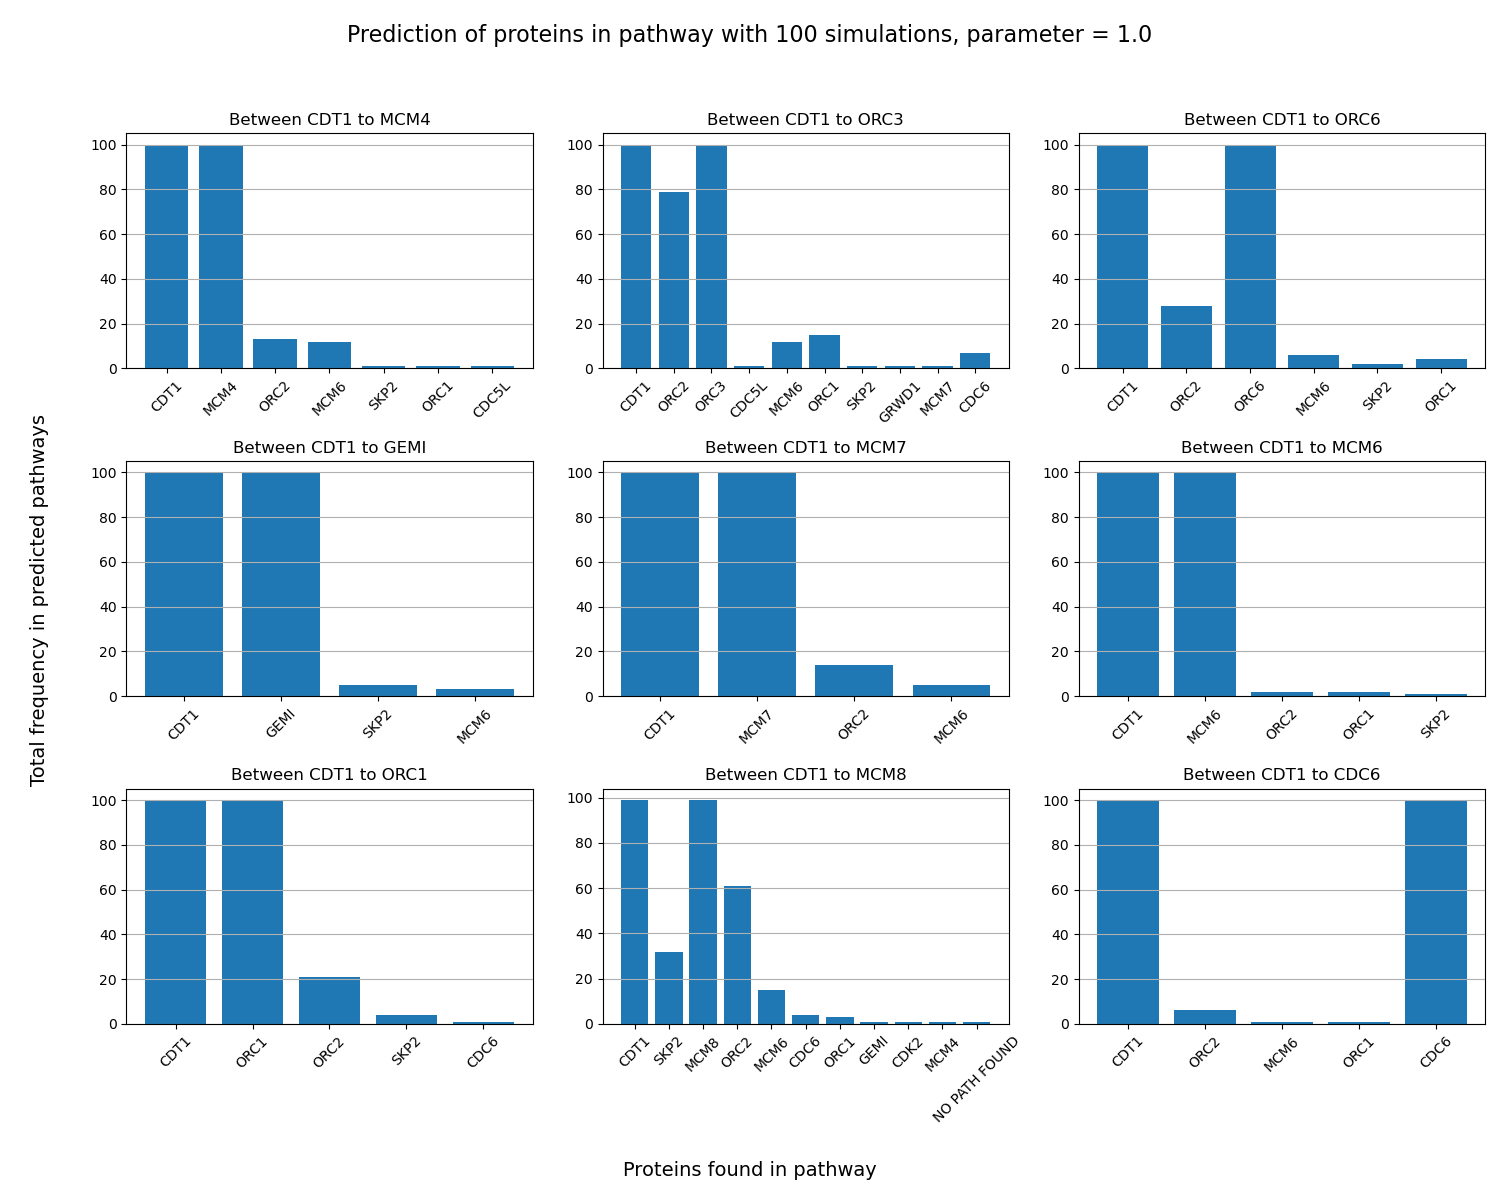 Prediction of proteins in pathway with 100 simulations, parameter = 1.0
Total frequency in predicted pathways
Between CDT1 to MCM4
100
80
60
40
20
0
CDT1 MCM4 ORC2 MCM6 SKP2 ORC1 CDC5L
Between CDT1 to ORC3
100
80
60
40
20
0
CDT1 ORC2 ORC3 CDC5L MCM6 ORC1 SKP2 GRWD1 MCM7 CDC6
Between CDT1 to ORC6
100
80
60
40
20
0
CDT1 ORC2 ORC6 MCM6 SKP2 ORC1
Between CDT1 to GEMI
100
80
60
40
20
0
CDT1 GEMI SKP2 MCM6
Between CDT1 to MCM7
100
80
60
40
20
0
CDT1 MCM7 ORC2 MCM6
Between CDT1 to MCM6
100
80
60
40
20
0
CDT1 MCM6 ORC2 ORC1 SKP2
Between CDT1 to ORC1
100
80
60
40
20
0
CDT1 ORC1 ORC2 SKP2 CDC6
Between CDT1 to MCM8
100
80
60
40
20
0
CDT1 SKP2 MCM8 ORC2 MCM6 CDC6 ORC1 GEMI CDK2 MCM4 NO PATH FOUND
Between CDT1 to CDC6
100
80
60
40
20
0
CDT1 ORC2 MCM6 ORC1 CDC6
Proteins found in pathway